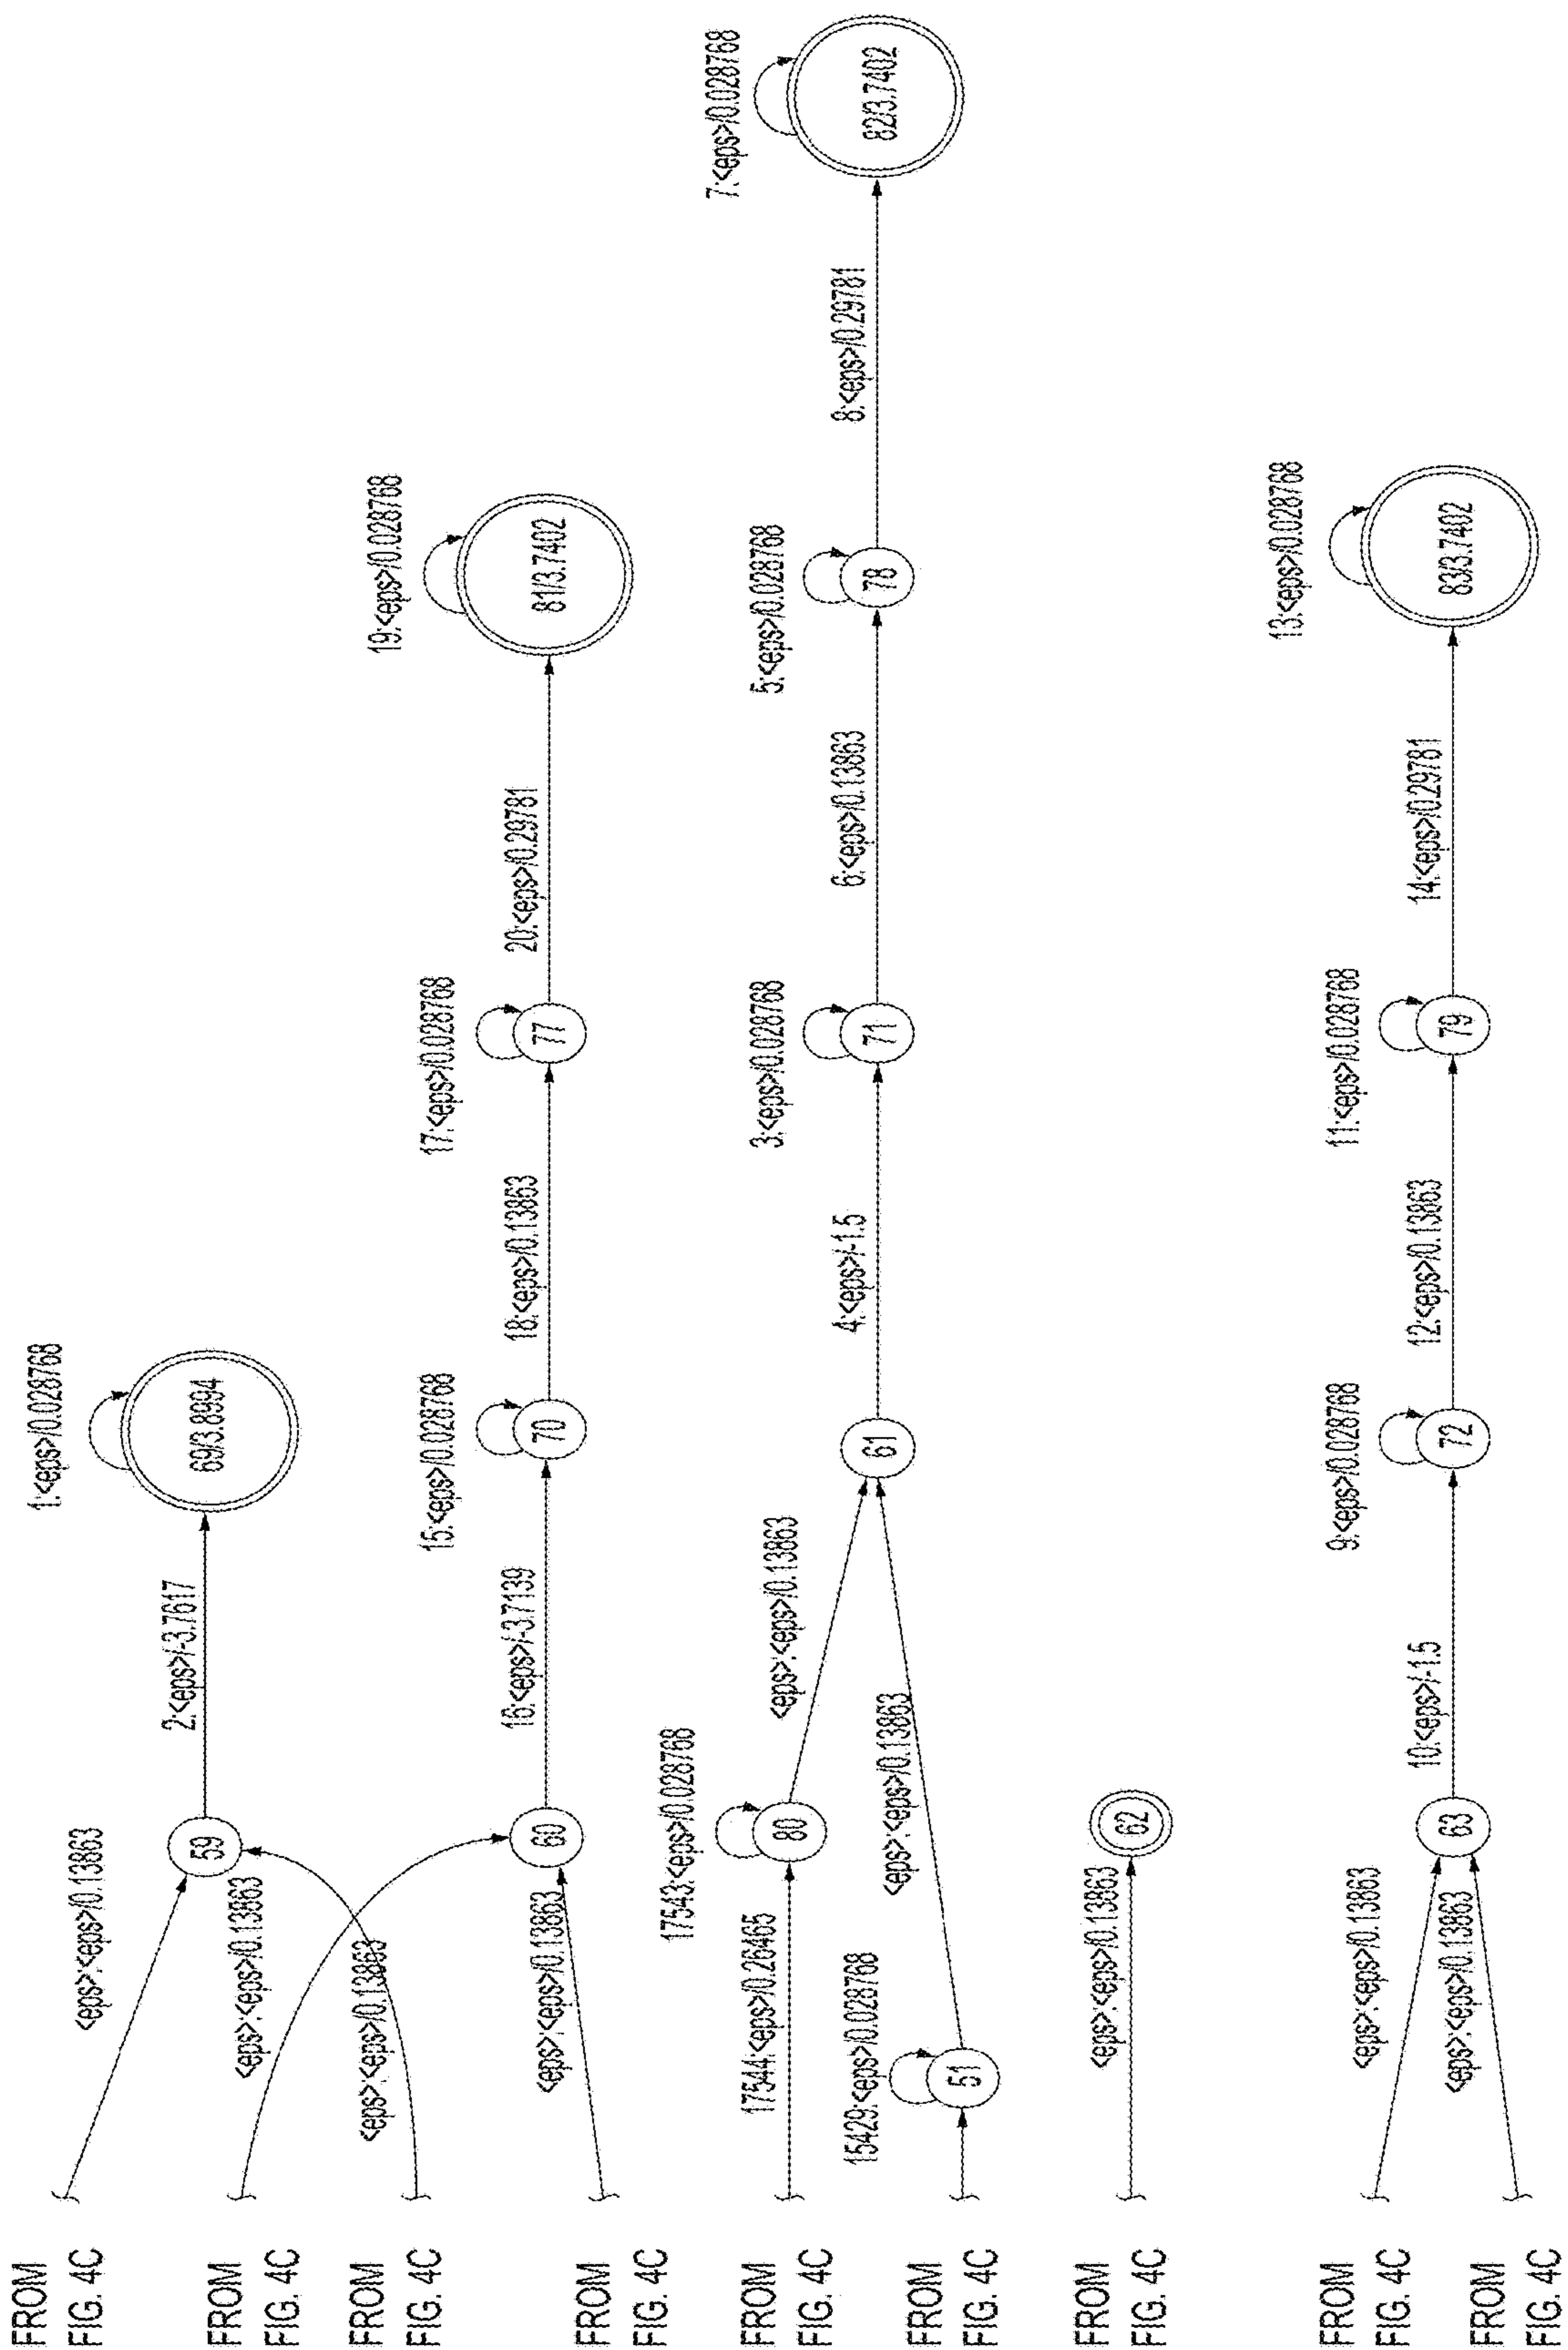 FROM
FIG. 4C
<eps>:<eps>/0.13863
59
2:<eps>/-3.7617
69/3.8994
1:<eps>/0.028768
FROM
FIG. 4C
<eps>:<eps>/0.13863
FROM
FIG. 4C
<eps>:<eps>/0.13863
FROM
FIG. 4C
<eps>:<eps>/0.13863
60
16:<eps>/-3.7139
15:<eps>/0.028768
70
18:<eps>/0.13863
17:<eps>/0.028768
77
20:<eps>/0.29781
19:<eps>/0.028768
81/3.7402
FROM
FIG. 4C
17544:<eps>/0.26465
17543:<eps>/0.028768
80
<eps>:<eps>/0.13863
FROM
FIG. 4C
15429:<eps>/0.028768
51
<eps>:<eps>/0.13863
61
4:<eps>/-1.5
3:<eps>/0.028768
71
6:<eps>/0.13863
5:<eps>/0.028768
78
8:<eps>/0.29781
7:<eps>/0.028768
82/3.7402
FROM
FIG. 4C
<eps>:<eps>/0.13863
62
FROM
FIG. 4C
<eps>:<eps>/0.13863
FROM
FIG. 4C
<eps>:<eps>/0.13863
63
10:<eps>/-1.5
9:<eps>/0.028768
72
12:<eps>/0.13863
11:<eps>/0.028768
79
14:<eps>/0.29781
13:<eps>/0.028768
83/3.7402